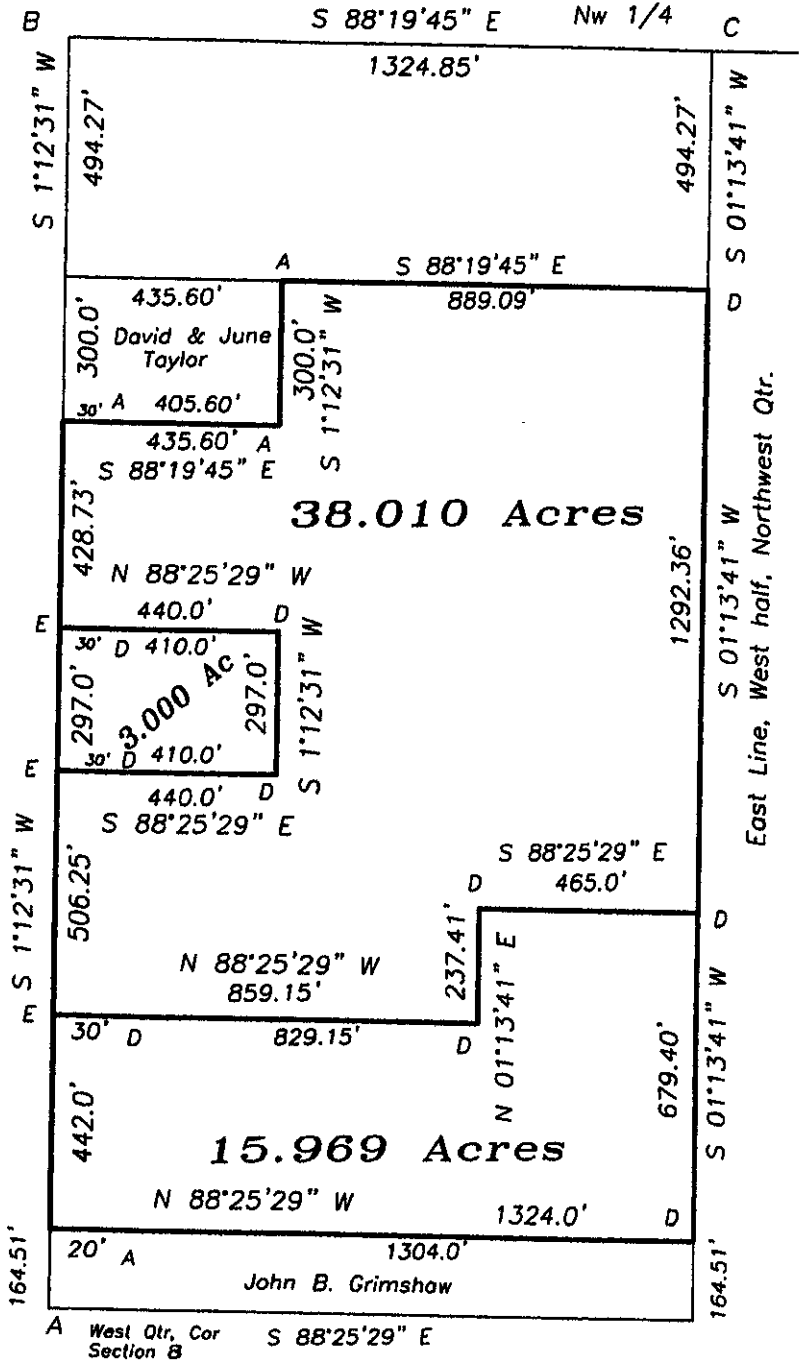 B
S 88°19'45" E
Nw 1/4
C
1324.85'
S 1°12'31" W
494.27'
494.27'
S 01°13'41" W
A
S 88°19'45" E
D
435.60'
889.09'
300.0'
David & June
Taylor
300.0'
S 1°12'31" W
30' A 405.60'
435.60' A
S 88°19'45" E
428.73'
38.010 Acres
1292.36'
S 01°13'41" W
East Line, West half, Northwest Qtr.
N 88°25'29" W
440.0'
D
E
30' D 410.0'
297.0'
3.000 Ac.
297.0'
S 1°12'31" W
30' D 410.0'
E
440.0' D
S 88°25'29" E
S 1°12'31" W
506.25'
S 88°25'29" E
D
465.0'
D
237.41'
N 01°13'41" E
N 88°25'29" W
859.15'
E
30' D
829.15'
D
679.40'
S 01°13'41" W
442.0'
15.969 Acres
N 88°25'29" W
1324.0'
D
164.51'
20' A
1304.0'
164.51'
John B. Grimshaw
A
West Qtr, Cor
Section 8
S 88°25'29" E